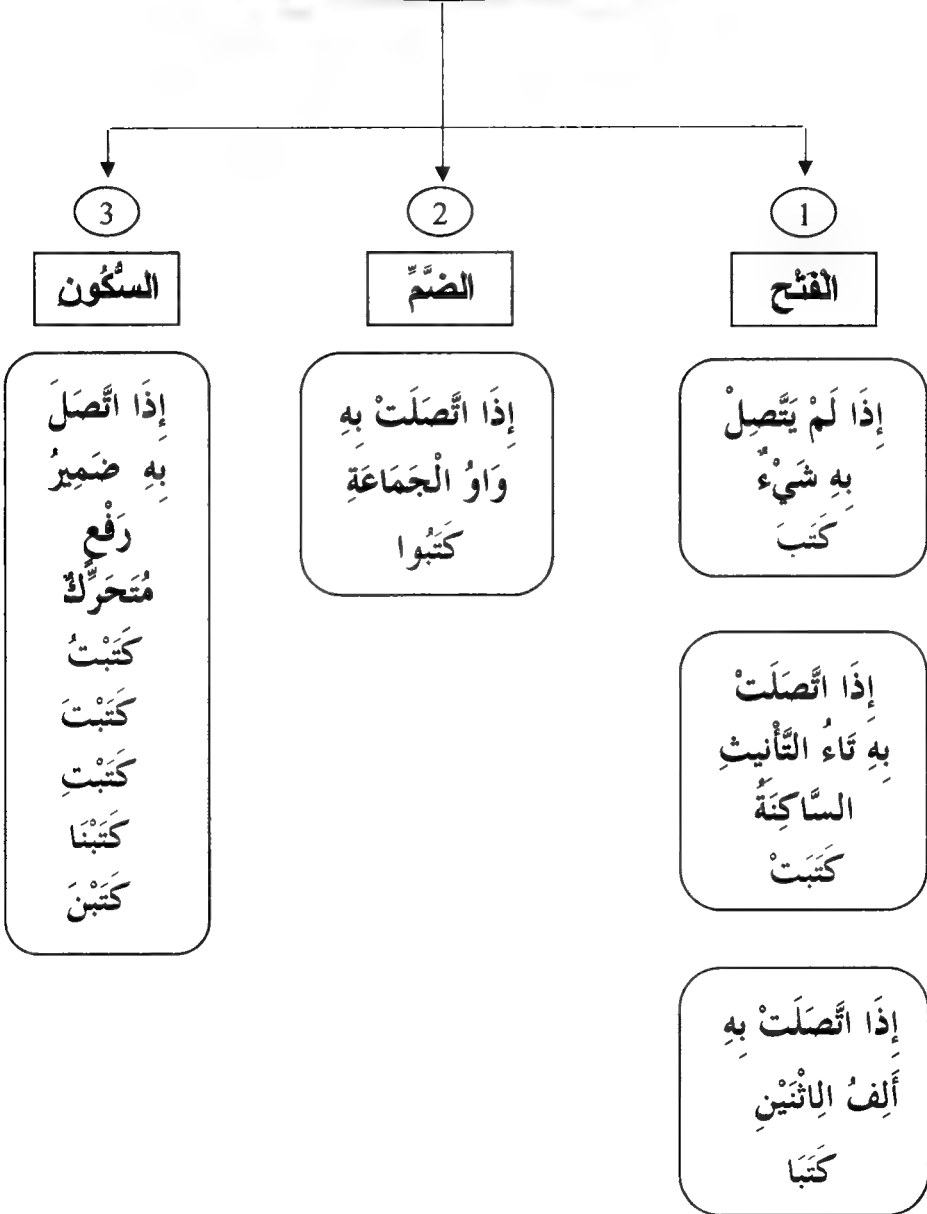 1
الْفَتْح
إِذَا لَمْ يَتَّصِلْ
بِهِ شَيْءٌ
كَتَبَ
إِذَا اتَّصَلَتْ
بِهِ تَاءُ التَّأْنِيثِ
السَّاكِنَةُ
كَتَبَتْ
إِذَا اتَّصَلَتْ بِهِ
أَلِفُ الِاثْنَيْنِ
كَتَبَا
2
الضَّمِّ
إِذَا اتَّصَلَتْ بِهِ
وَاوُ الْجَمَاعَةِ
كَتَبُوا
3
السُّكُونِ
إِذَا اتَّصَلَ
بِهِ ضَمِيرُ
رَفْعٍ
مُتَحَرِّكٌ
كَتَبْتُ
كَتَبْتَ
كَتَبْتِ
كَتَبْنَا
كَتَبْنَ